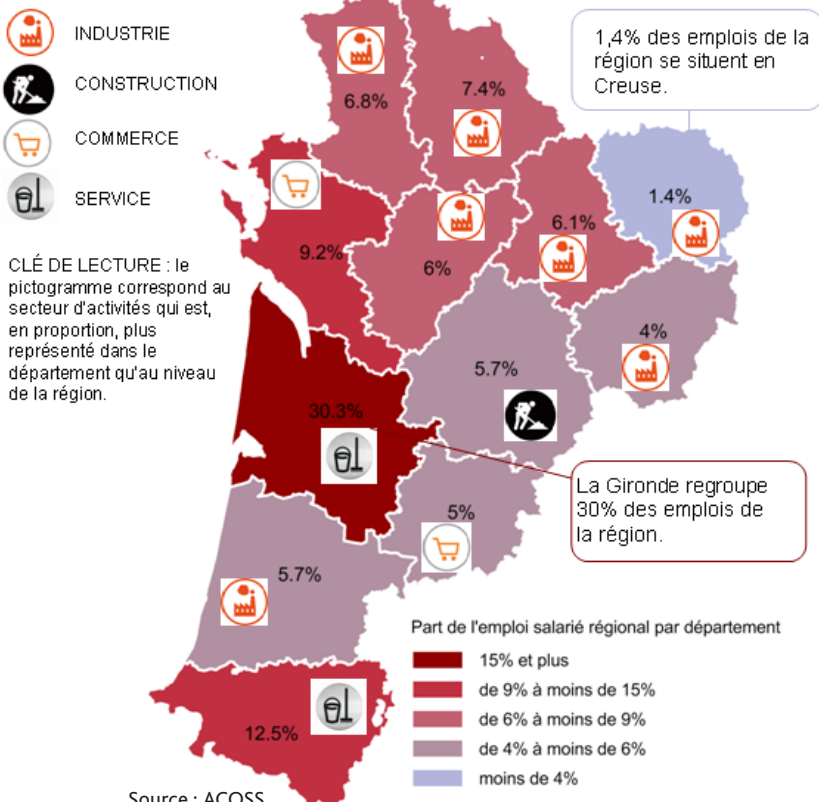 INDUSTRIE
CONSTRUCTION
COMMERCE
SERVICE
CLÉ DE LECTURE : le
pictogramme correspond au
secteur d'activités qui est,
en proportion, plus
représenté dans le
département qu'au niveau
de la région.
1,4% des emplois de la
région se situent en
Creuse.
6.8%
7.4%
1.4%
6.1%
9.2%
6%
4%
5.7%
30.3%
La Gironde regroupe
30% des emplois de
la région.
5%
5.7%
12.5%
Part de l'emploi salarié régional par département
15% et plus
de 9% à moins de 15%
de 6% à moins de 9%
de 4% à moins de 6%
moins de 4%
Source : ACOSS